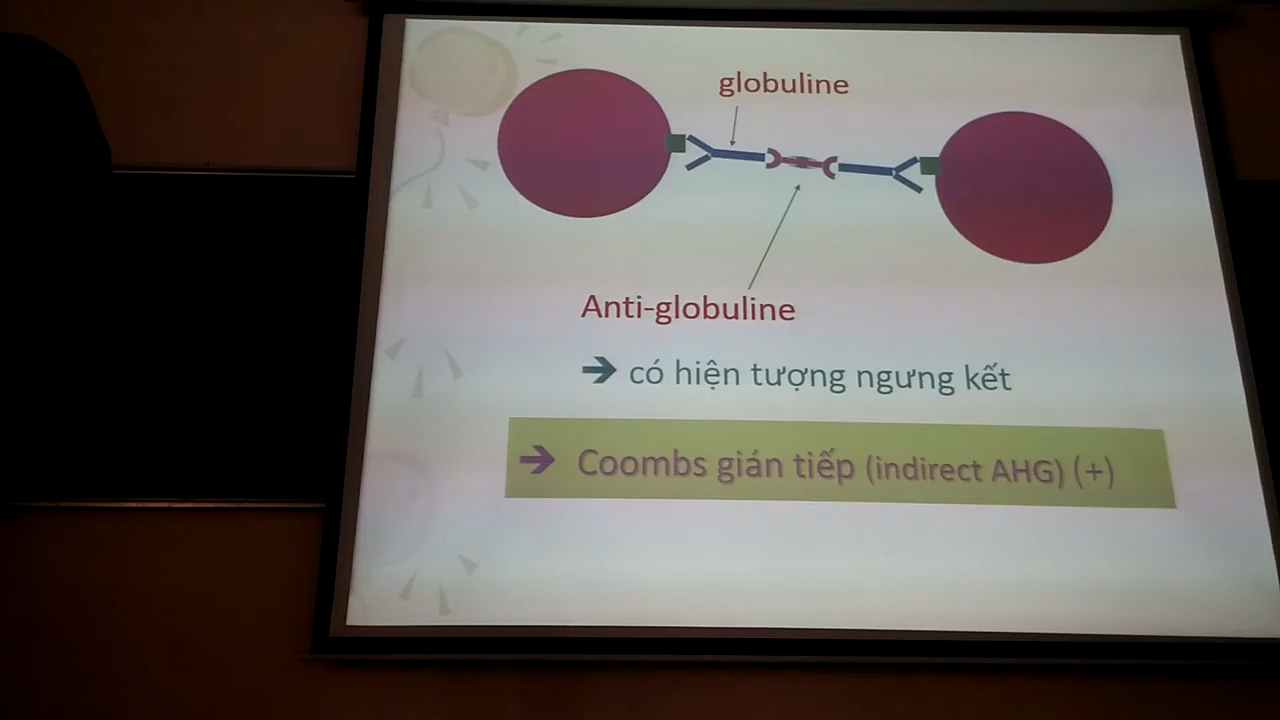 globuline
Anti-globuline
➔ có hiện tượng ngưng kết
➔ Coombs gián tiếp (indirect AHG) (+)